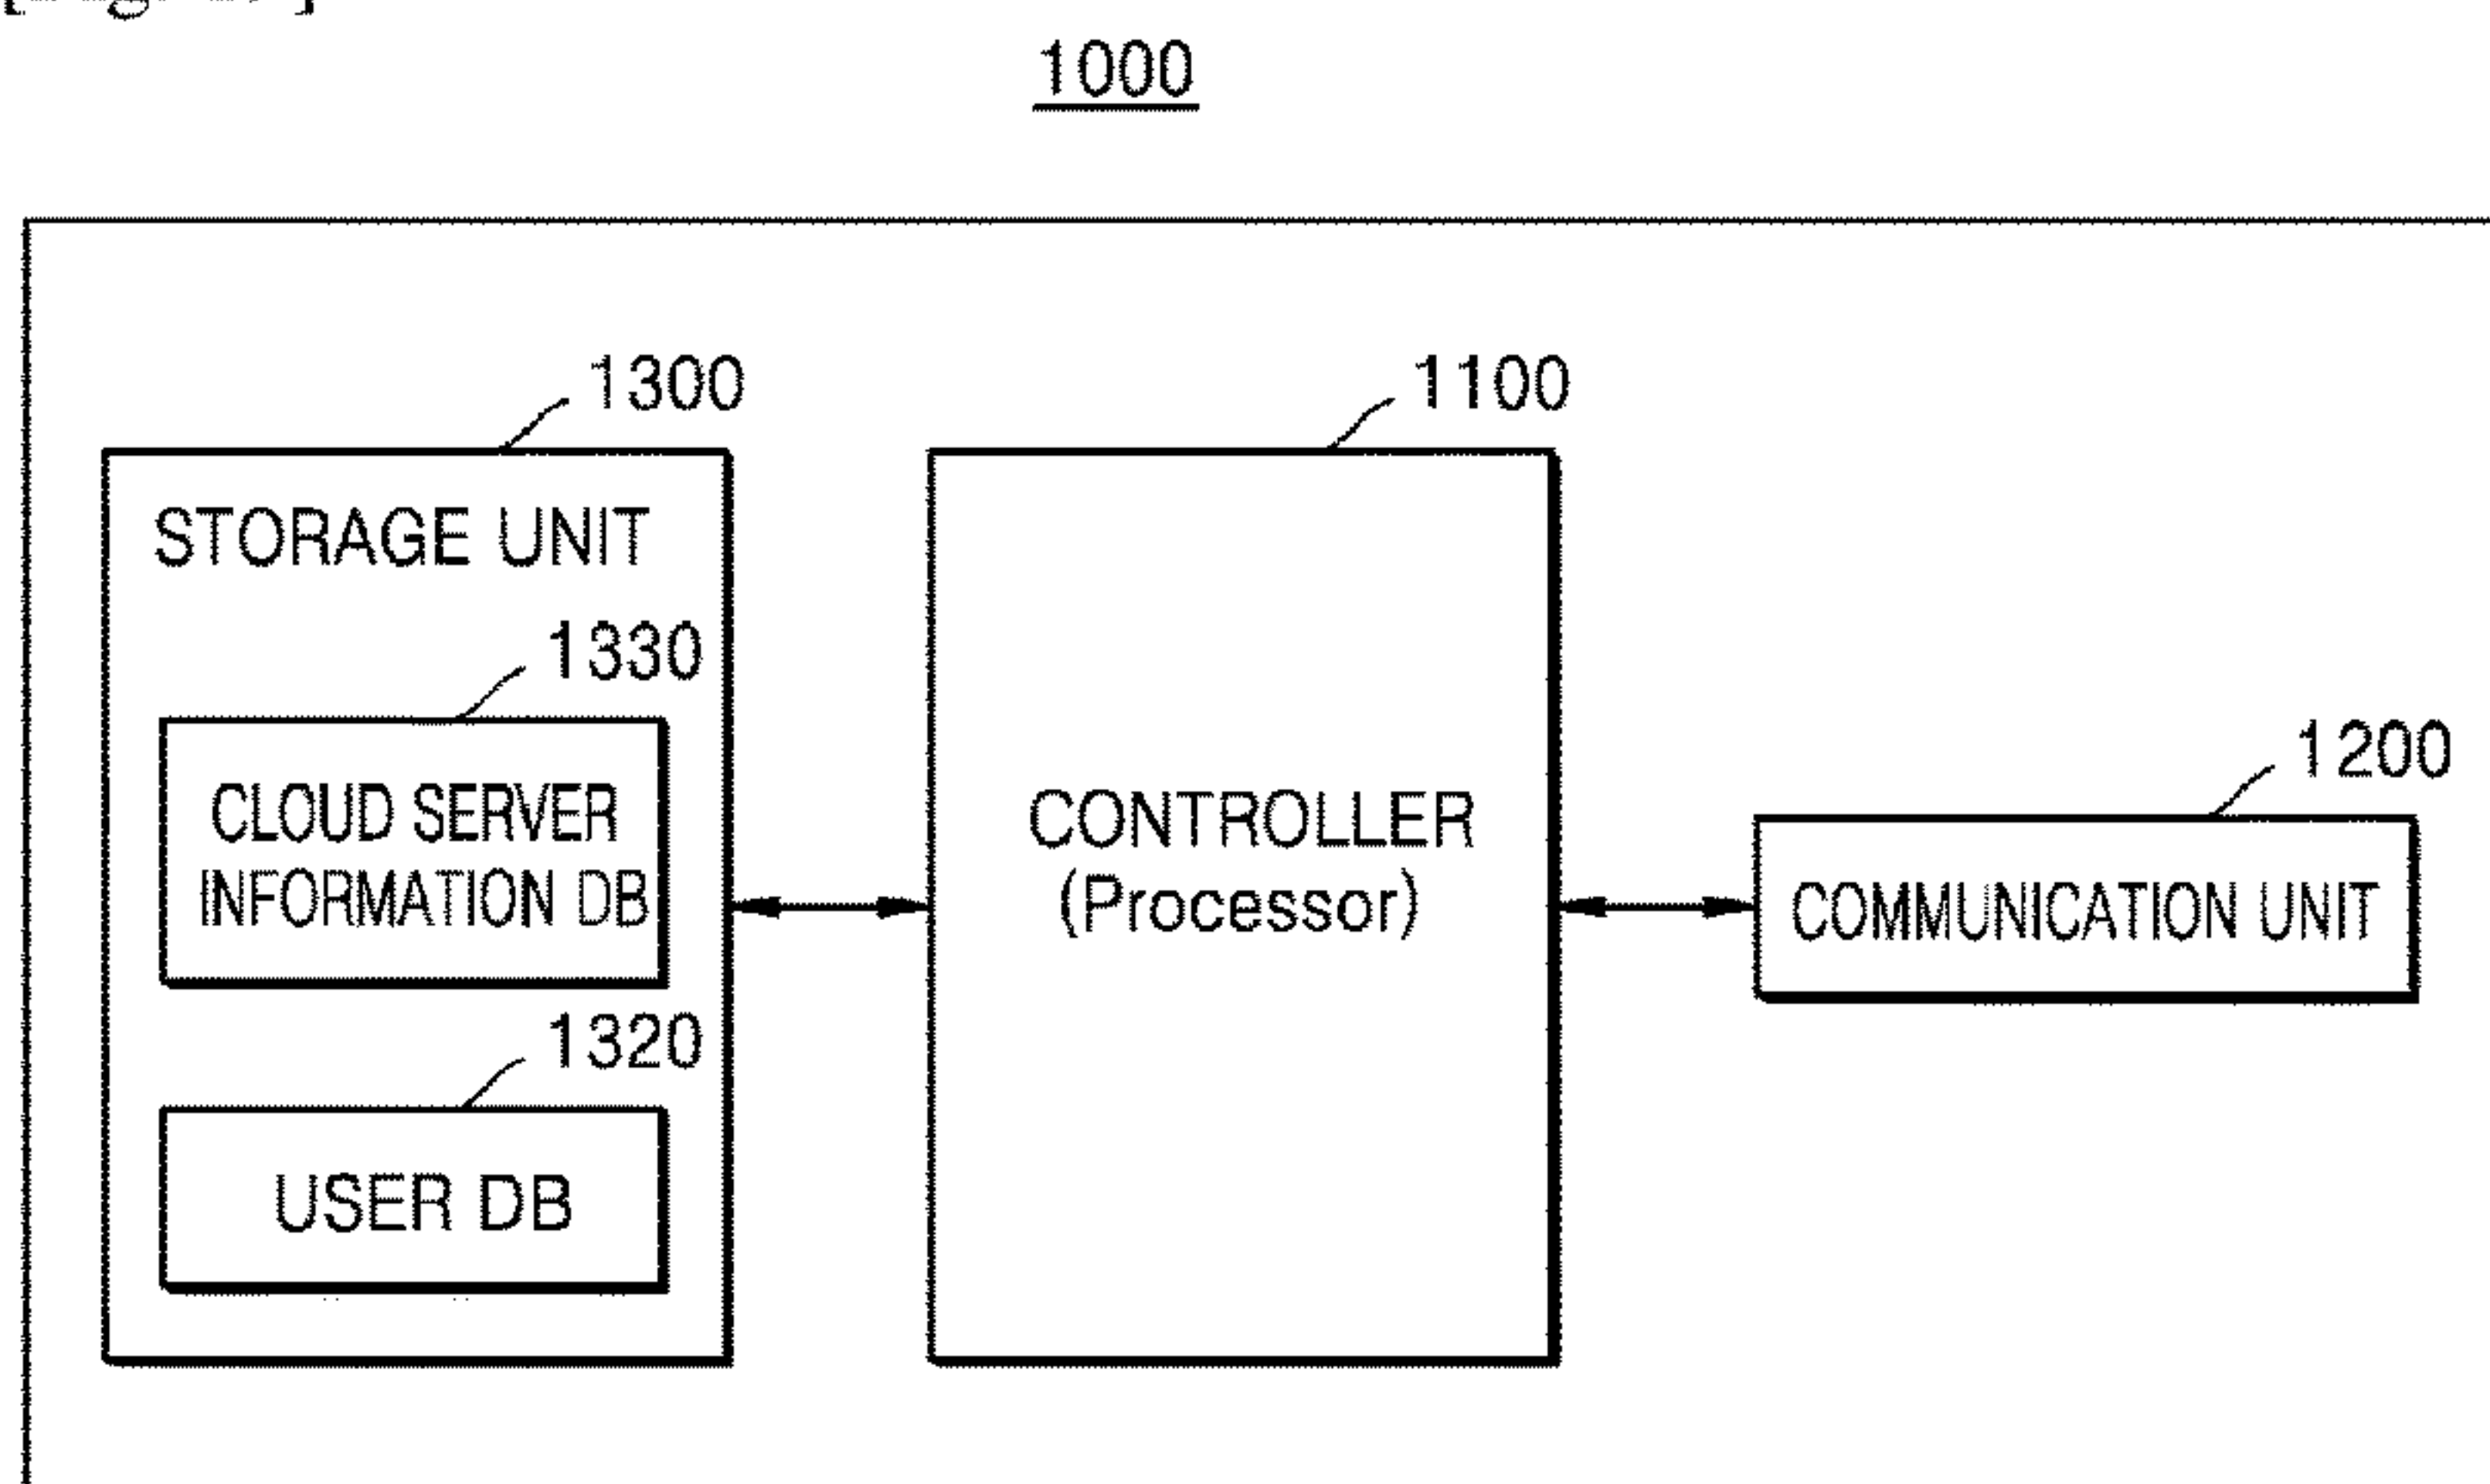 1000
1300
1100
STORAGE UNIT
1330
CLOUD SERVER
INFORMATION DB
1320
USER DB
CONTROLLER
(Processor)
1200
COMMUNICATION UNIT